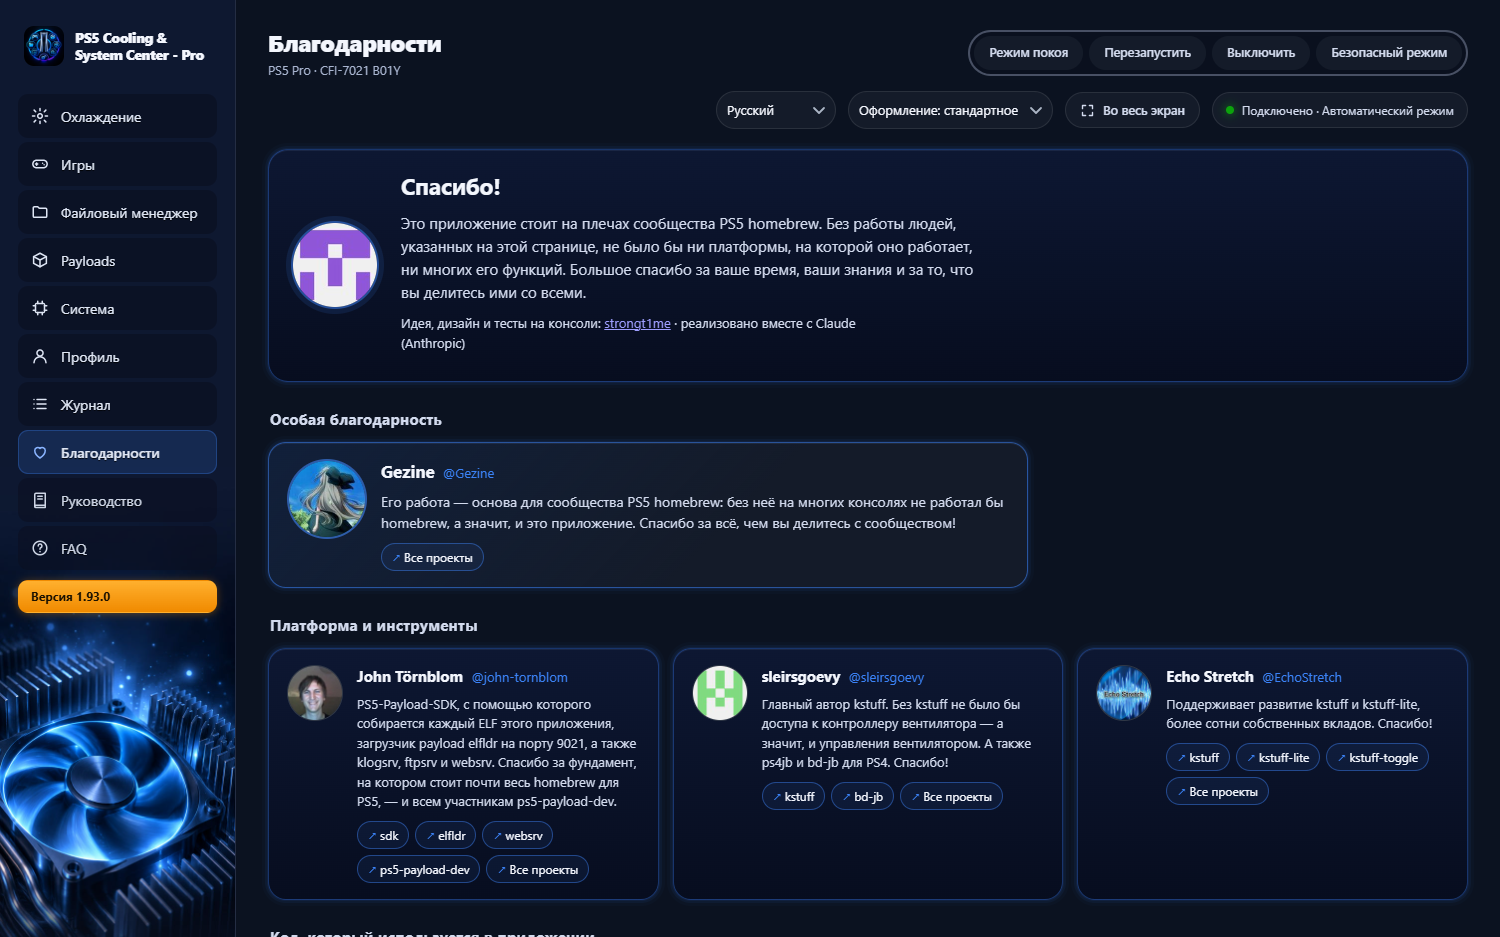 PS5 Cooling &
System Center - Pro
Охлаждение
Игры
Файловый менеджер
Payloads
Система
Профиль
Журнал
Благодарности
Руководство
FAQ
Версия 1.93.0
Благодарности
PS5 Pro · CFI-7021 B01Y
Режим покоя
Перезапустить
Выключить
Безопасный режим
Русский
Оформление: стандартное
Во весь экран
Подключено · Автоматический режим
Спасибо!
Это приложение стоит на плечах сообщества PS5 homebrew. Без работы людей,
указанных на этой странице, не было бы ни платформы, на которой оно работает,
ни многих его функций. Большое спасибо за ваше время, ваши знания и за то, что
вы делитесь ими со всеми.
Идея, дизайн и тесты на консоли: strongt1me · реализовано вместе с Claude
(Anthropic)
Особая благодарность
Gezine @Gezine
Его работа — основа для сообщества PS5 homebrew: без неё на многих консолях не работал бы
homebrew, а значит, и это приложение. Спасибо за всё, чем вы делитесь с сообществом!
↗ Все проекты
Платформа и инструменты
John Törnblom @john-tornblom
PS5-Payload-SDK, с помощью которого
собирается каждый ELF этого приложения,
загрузчик payload elfldr на порту 9021, а также
klogsrv, ftpsrv и websrv. Спасибо за фундамент,
на котором стоит почти весь homebrew для
PS5, — и всем участникам ps5-payload-dev.
↗ sdk ↗ elfldr ↗ websrv
↗ ps5-payload-dev ↗ Все проекты
sleirsgoevy @sleirsgoevy
Главный автор kstuff. Без kstuff не было бы
доступа к контроллеру вентилятора — а
значит, и управления вентилятором. А также
ps4jb и bd-jb для PS4. Спасибо!
↗ kstuff ↗ bd-jb ↗ Все проекты
Echo Stretch
Echo Stretch @EchoStretch
Поддерживает развитие kstuff и kstuff-lite,
более сотни собственных вкладов. Спасибо!
↗ kstuff ↗ kstuff-lite ↗ kstuff-toggle
↗ Все проекты
Код, который используется в приложении